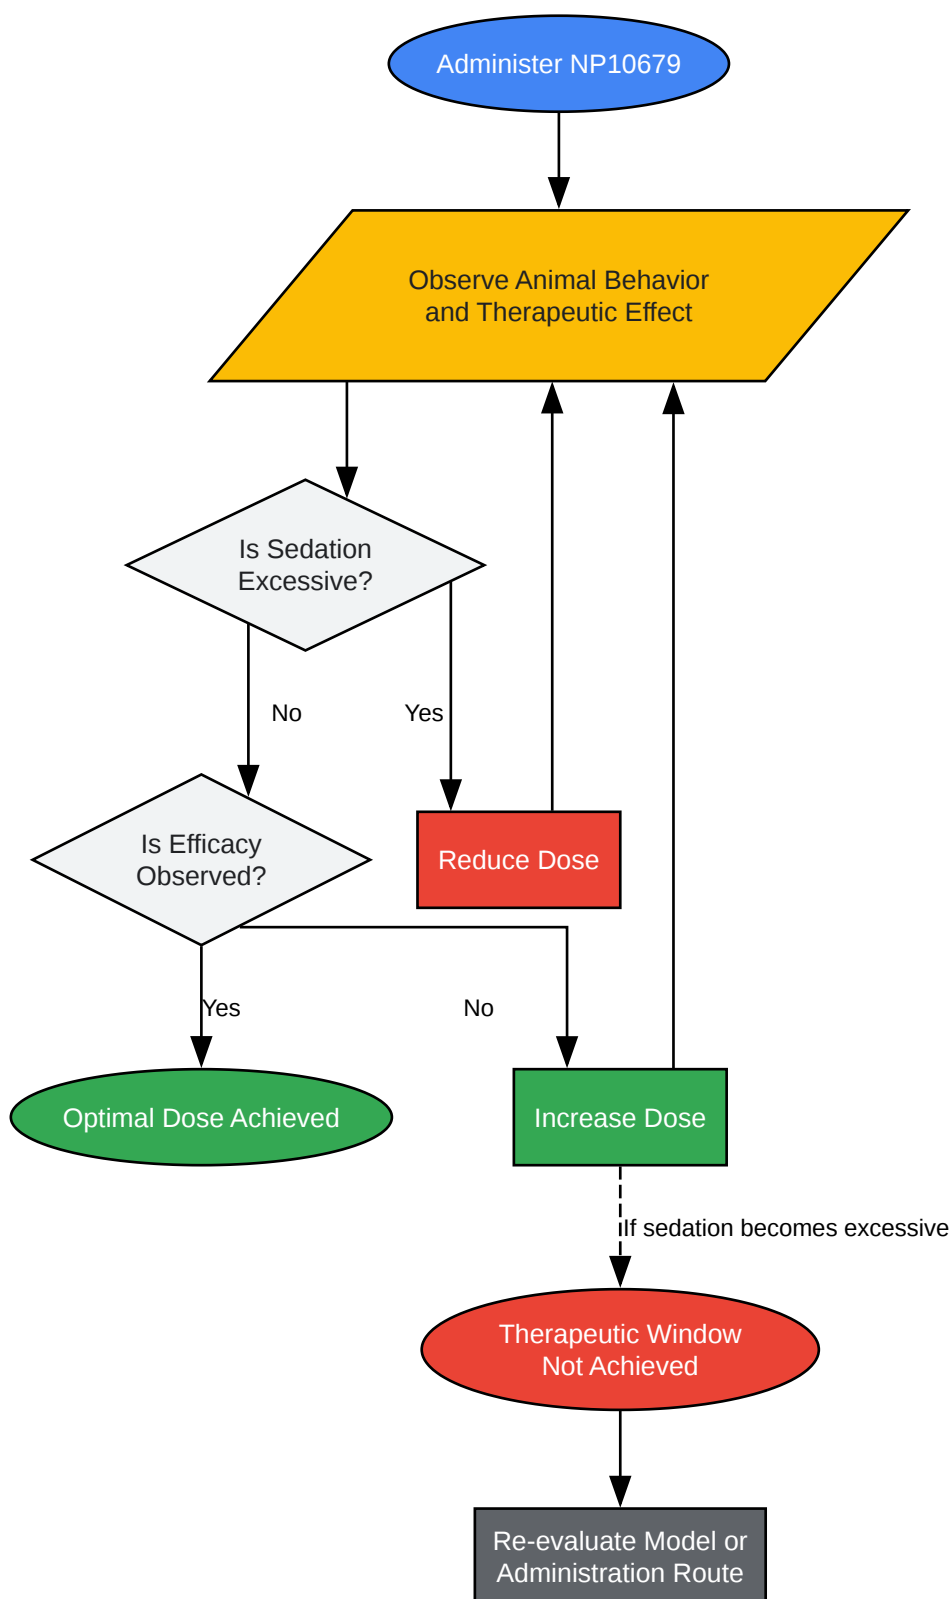 Administer NP10679
Observe Animal Behavior
and Therapeutic Effect
Is Sedation
Excessive?
No
Yes
Is Efficacy
Observed?
Reduce Dose
Yes
No
Optimal Dose Achieved
Increase Dose
If sedation becomes excessive
Therapeutic Window
Not Achieved
Re-evaluate Model or
Administration Route